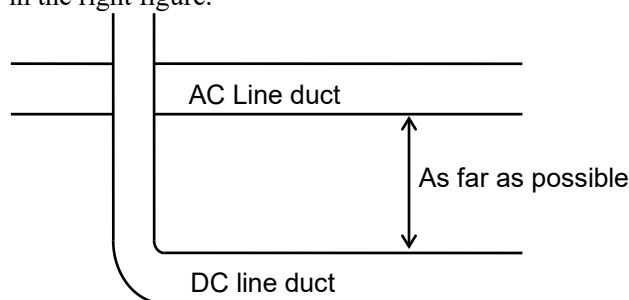 in the right figure.
AC Line duct
As far as possible
DC line duct